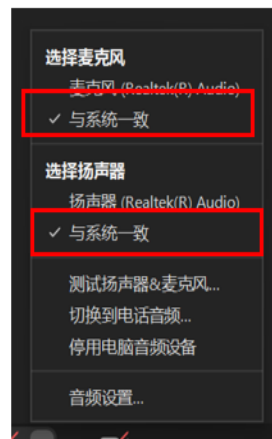 选择麦克风
麦克风 (Realtek(R) Audio)
✓ 与系统一致
选择扬声器
扬声器 (Realtek(R) Audio)
✓ 与系统一致
测试扬声器&麦克风...
切换到电话音频...
停用电脑音频设备
音频设置...